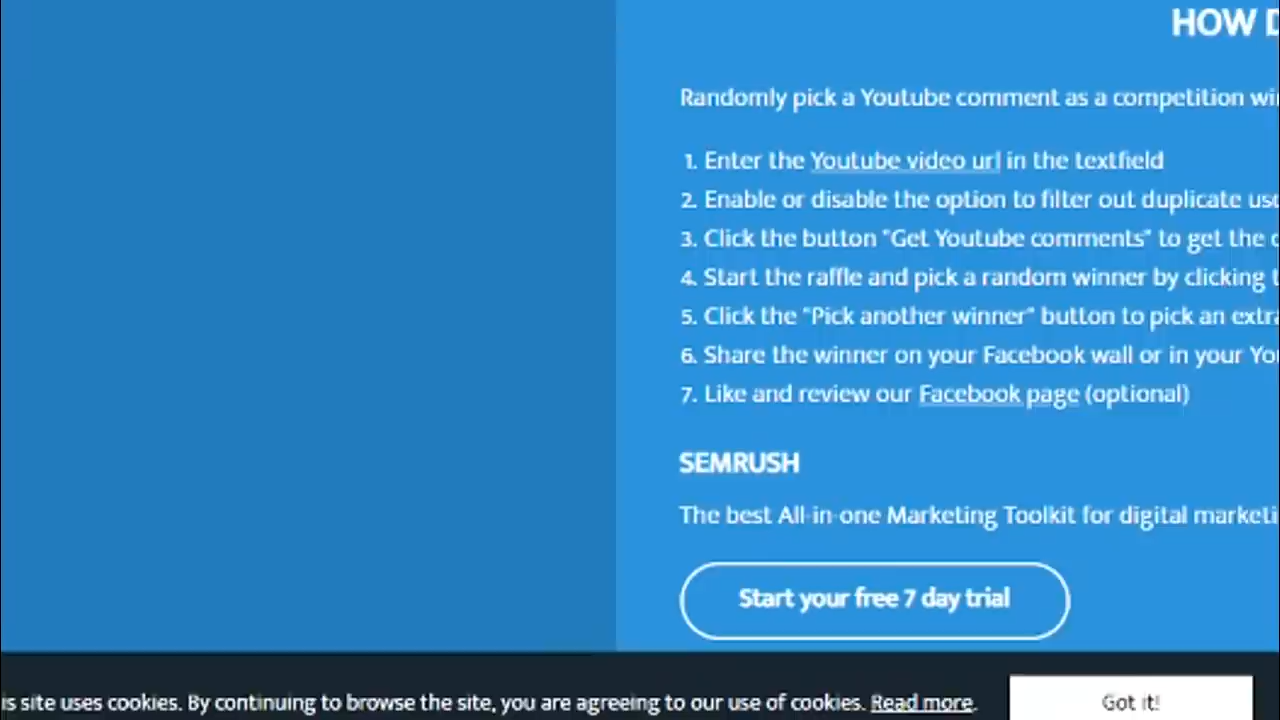 HOW
Randomly pick a Youtube comment as a competition
1. Enter the Youtube video url in the textfield
2. Enable or disable the option to filter out duplicate
3. Click the button "Get Youtube comments" to get the
4. Start the raffle and pick a random winner by clicking
5. Click the "Pick another winner" button to pick an
6. Share the winner on your Facebook wall or in your
7. Like and review our Facebook page (optional)
SEMRUSH
The best All-in-one Marketing Toolkit for digital
Start your free 7 day trial
site uses cookies. By continuing to browse the site, you are agreeing to our use of cookies. Read more.
Got it!